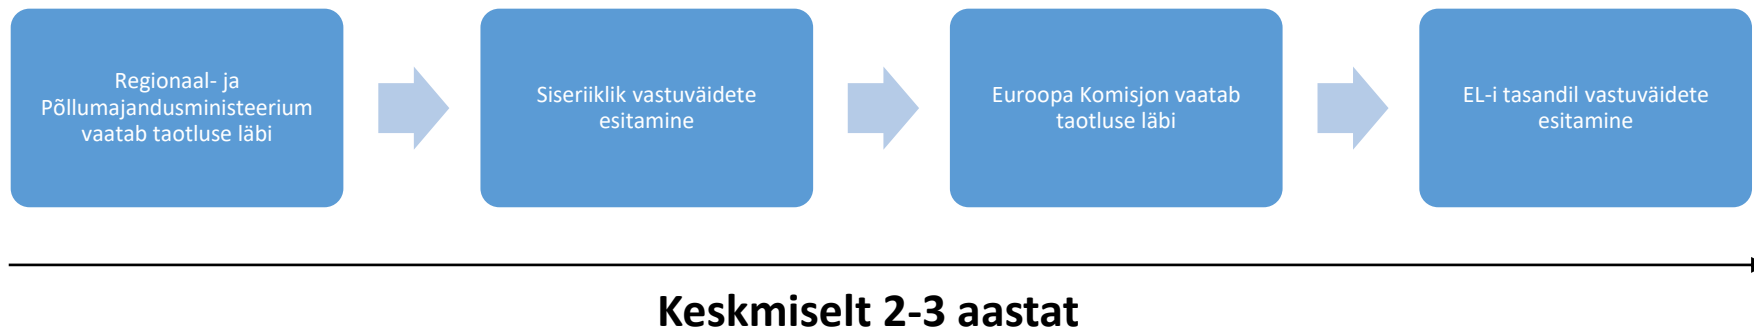 Regionaal- ja
Põllumajandusministeerium
vaatab taotluse läbi
Siseriiklik vastuväidete
esitamine
Euroopa Komisjon vaatab
taotluse läbi
EL-i tasandil vastuväidete
esitamine
Keskmiselt 2-3 aastat